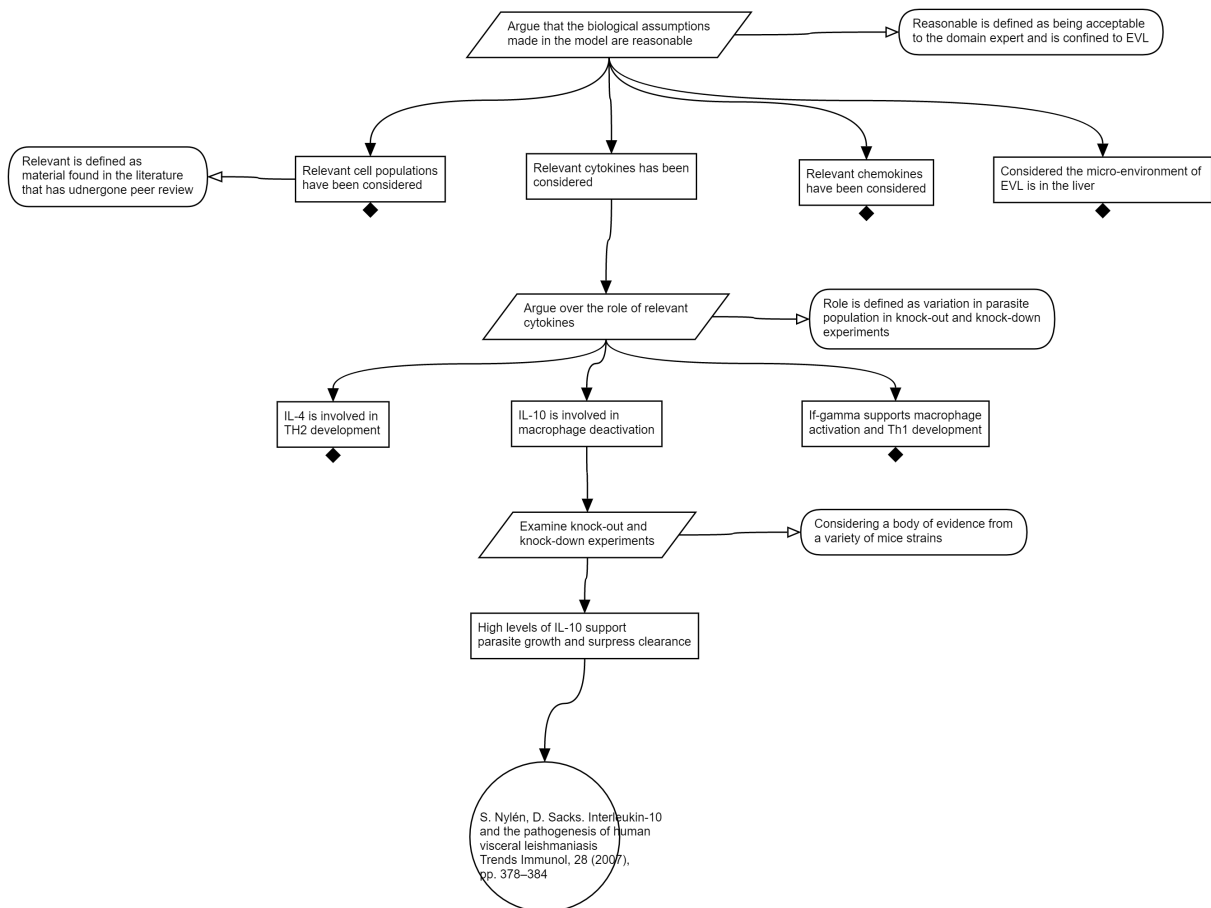 Argue that the biological assumptions
made in the model are reasonable
Reasonable is defined as being acceptable
to the domain expert and is confined to EVL
Relevant is defined as
material found in the literature
that has udnergone peer review
Relevant cell populations
have been considered
Relevant cytokines has been
considered
Relevant chemokines
have been considered
Considered the micro-environment of
EVL is in the liver
Argue over the role of relevant
cytokines
Role is defined as variation in parasite
population in knock-out and knock-down
experiments
IL-4 is involved in
TH2 development
IL-10 is involved in
macrophage deactivation
If-gamma supports macrophage
activation and Th1 development
Examine knock-out and
knock-down experiments
Considering a body of evidence from
a variety of mice strains
High levels of IL-10 support
parasite growth and surpress clearance
S. Nylén, D. Sacks. Interleukin-10
and the pathogenesis of human
visceral leishmaniasis
Trends Immunol, 28 (2007),
pp. 378–384